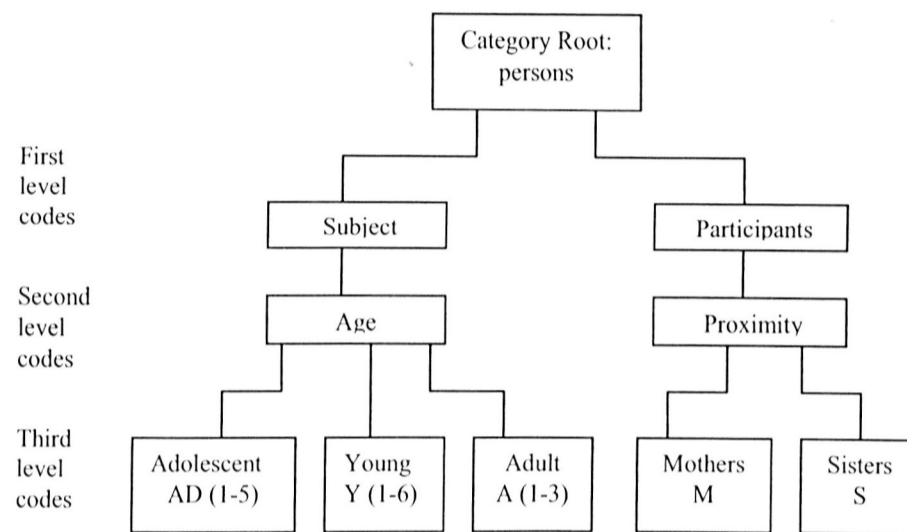 Category Root:
persons
First
level
codes
Subject
Participants
Second
level
codes
Age
Proximity
Third
level
codes
Adolescent
AD (1-5)
Young
Y (1-6)
Adult
A (1-3)
Mothers
M
Sisters
S